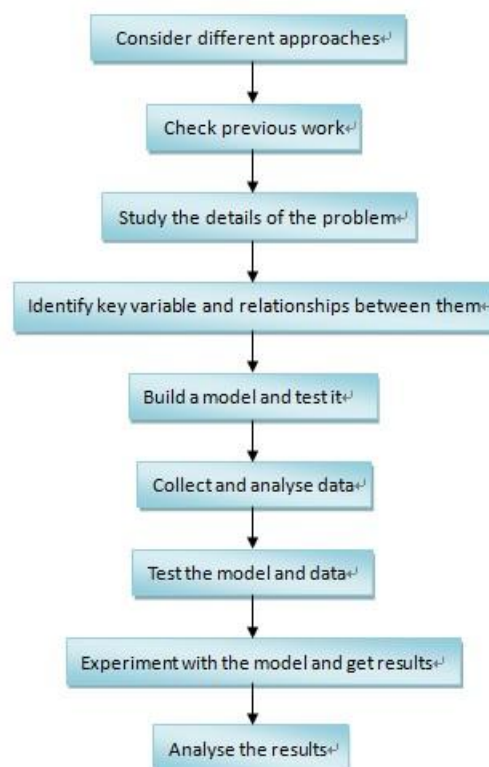 Consider different approaches↵
Check previous work↵
Study the details of the problem↵
Identify key variable and relationships between them↵
Build a model and test it↵
Collect and analyse data↵
Test the model and data↵
Experiment with the model and get results↵
Analyse the results↵